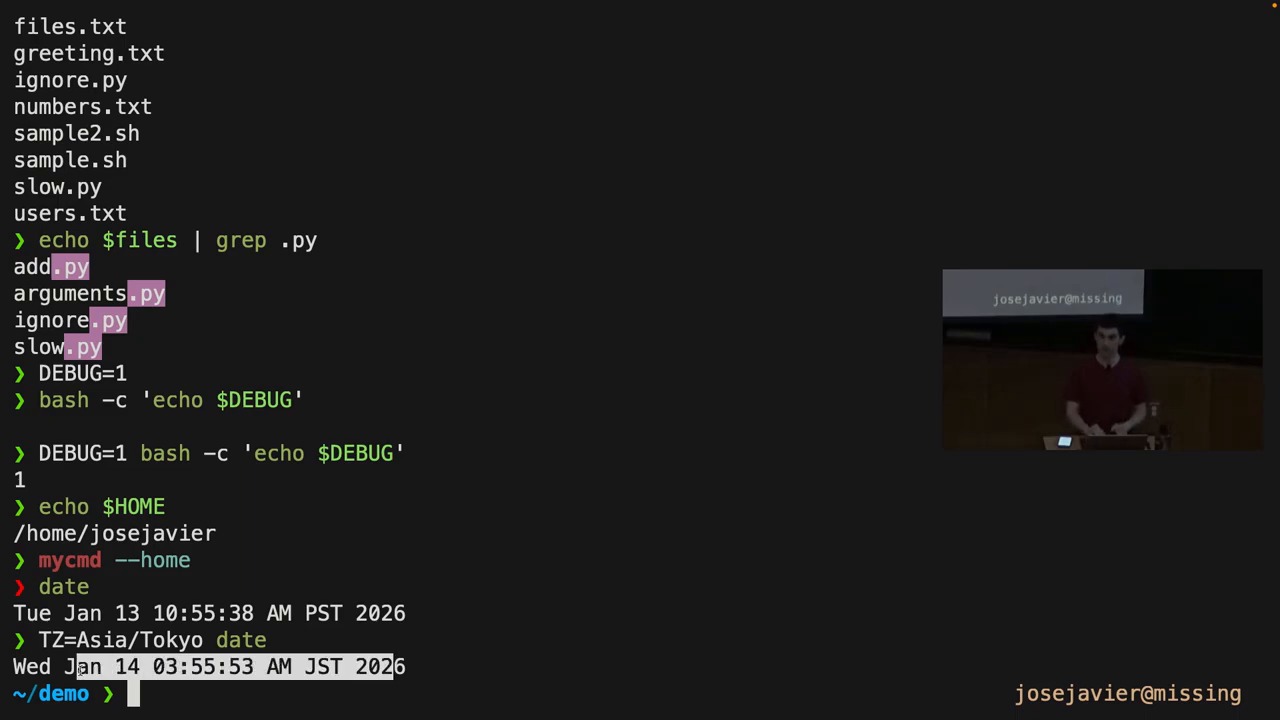 files.txt
greeting.txt
ignore.py
numbers.txt
sample2.sh
sample.sh
slow.py
users.txt
❯ echo $files | grep .py
add.py
arguments.py
ignore.py
slow.py
❯ DEBUG=1
❯ bash -c 'echo $DEBUG'
❯ DEBUG=1 bash -c 'echo $DEBUG'
1
❯ echo $HOME
/home/josejavier
❯ mycmd --home
❯ date
Tue Jan 13 10:55:38 AM PST 2026
❯ TZ=Asia/Tokyo date
Wed Jan 14 03:55:53 AM JST 2026
~/demo ❯
josejavier@missing
josejavier@missing